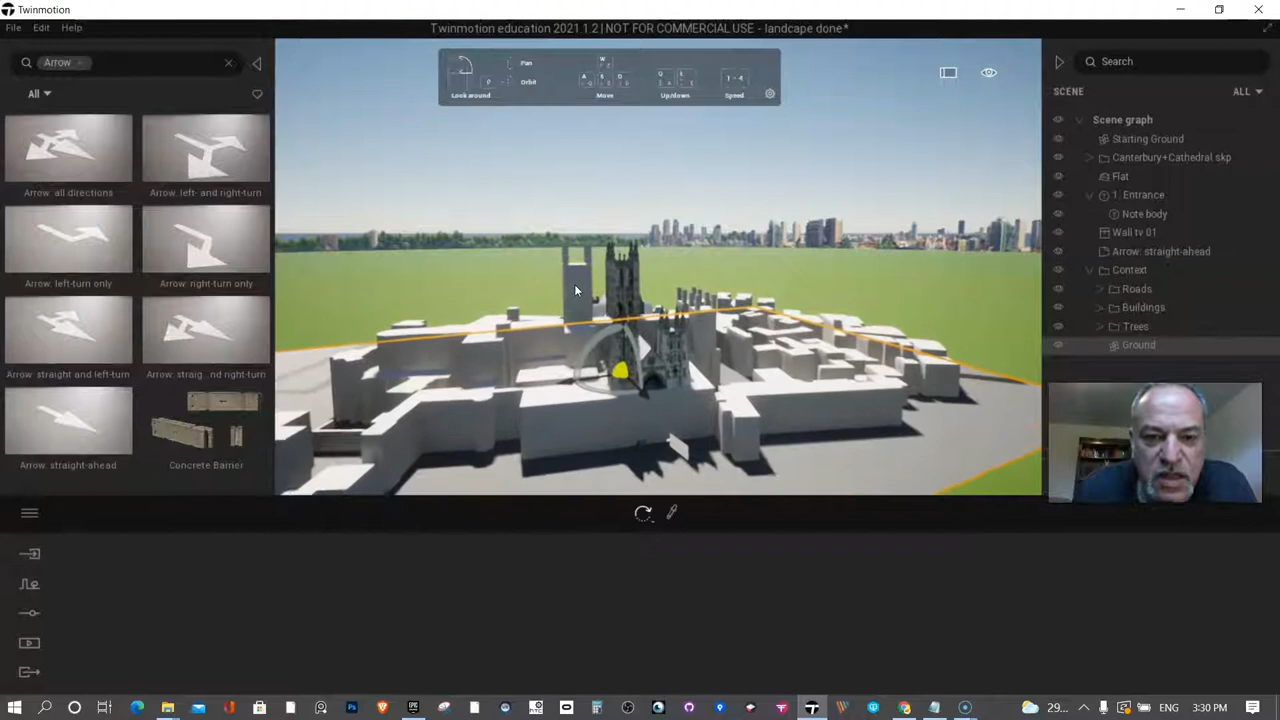 Twinmotion
File Edit Help
Twinmotion education 2021.1.2 | NOT FOR COMMERCIAL USE - landcape done*
Arrow
All
Arrow: all directions
Arrow: left- and right-turn
Arrow: left-turn only
Arrow: right-turn only
Arrow: straight and left-turn
Arrow: straig...nd right-turn
Arrow: straight-ahead
Concrete Barrier
Look around
Pan
Orbit
Move
Up/down
1 - 4
Speed
Search
SCENE
ALL
Scene graph
Starting Ground
Canterbury+Cathedral skp
Flat
1. Entrance
Note body
Wall tv 01
Arrow: straight-ahead
Context
Roads
Buildings
Trees
Ground
29...
ENG
3:30 PM